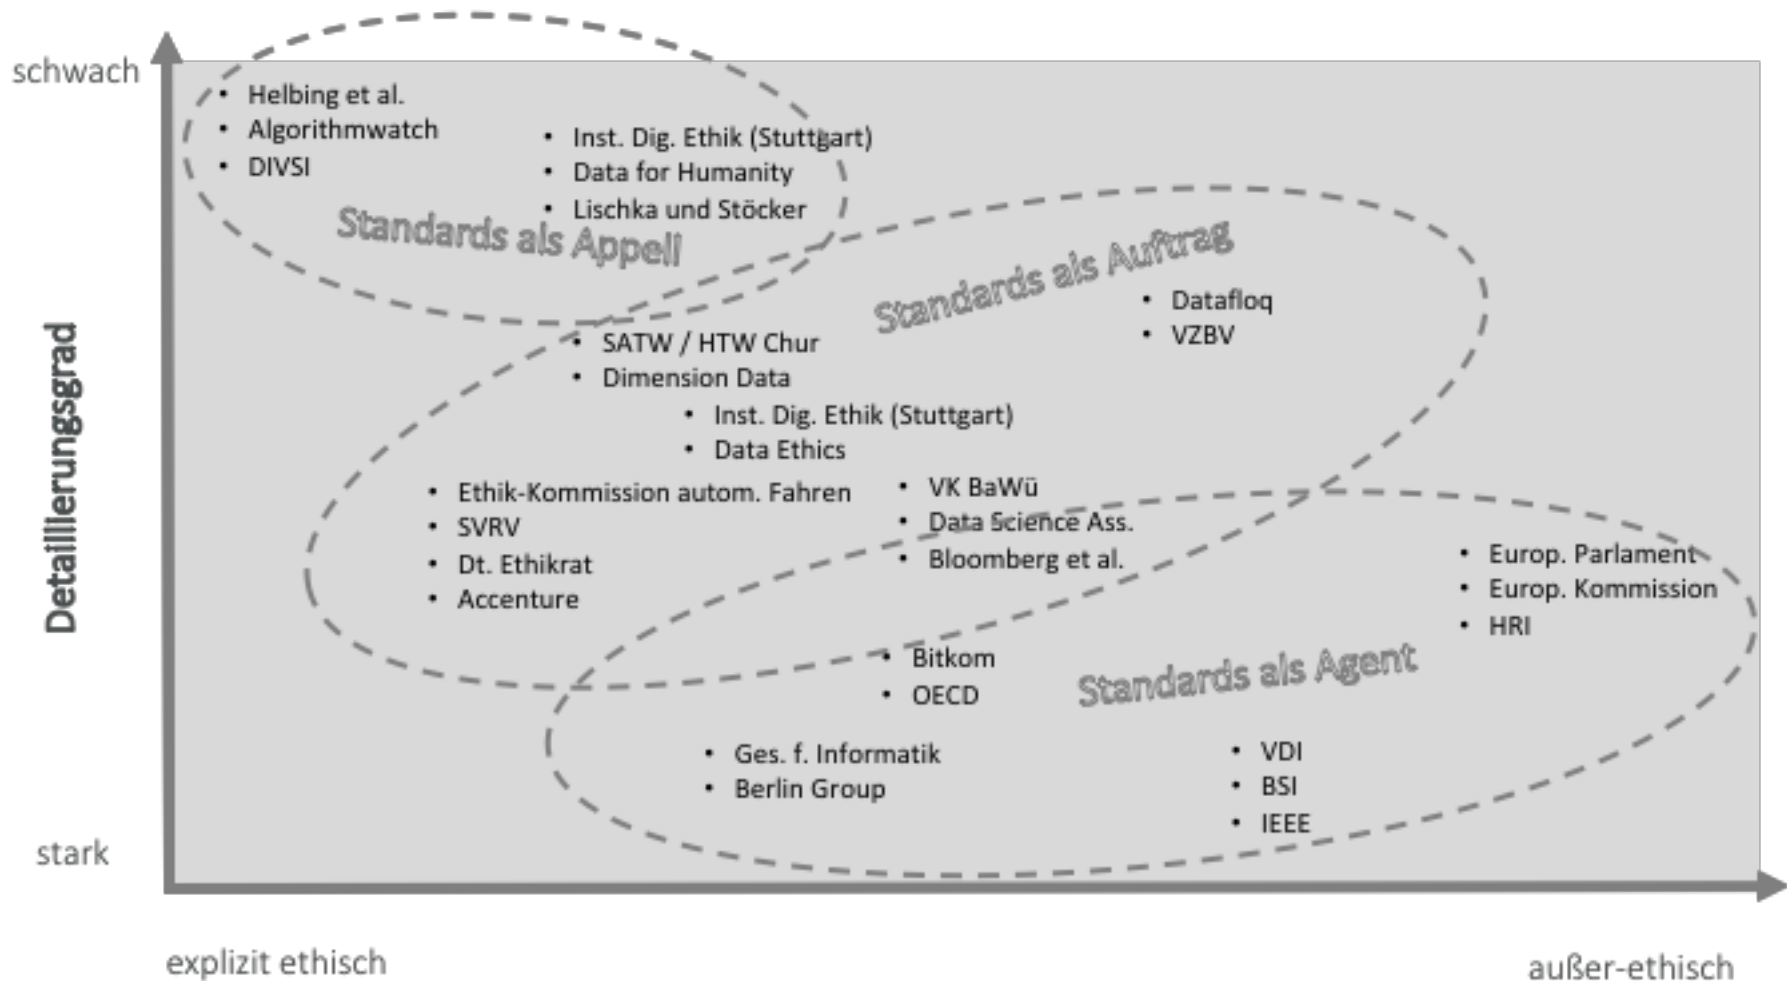 schwach
Helbing et al.
Algorithmwatch
DIVSI
Inst. Dig. Ethik (Stuttgart)
Data for Humanity
Lischka und Stöcker
Standards als Appell
Standards als Auftrag
Datafloq
VZBV
SATW / HTW Chur
Dimension Data
Inst. Dig. Ethik (Stuttgart)
Data Ethics
Detaillierungsgrad
Ethik-Kommission autom. Fahren
SVRV
Dt. Ethikrat
Accenture
VK BaWü
Data Science Ass.
Bloomberg et al.
Europ. Parlament
Europ. Kommission
HRI
Bitkom
OECD
Standards als Agent
Ges. f. Informatik
Berlin Group
VDI
BSI
IEEE
stark
explizit ethisch
außer-ethisch